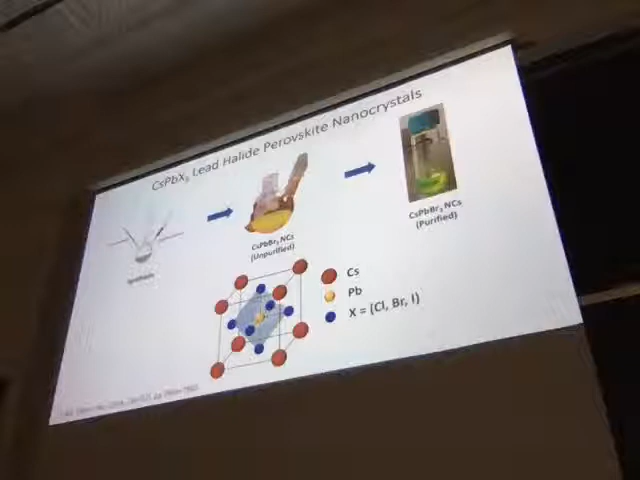 CsPbX₃ Lead Halide Perovskite Nanocrystals
CsPbBr₃ NCs
(Unpurified)
CsPbBr₃ NCs
(Purified)
Cs
Pb
X = (Cl, Br, I)